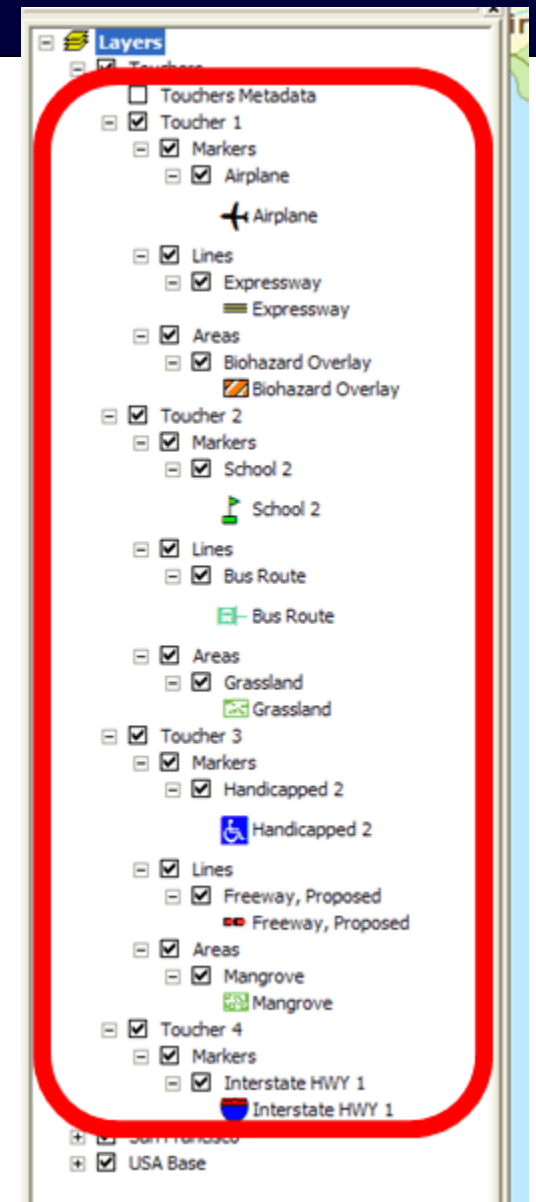 Layers
Touchers
Touchers Metadata
Toucher 1
Markers
Airplane
Airplane
Lines
Expressway
Expressway
Areas
Biohazard Overlay
Biohazard Overlay
Toucher 2
Markers
School 2
School 2
Lines
Bus Route
Bus Route
Areas
Grassland
Grassland
Toucher 3
Markers
Handicapped 2
Handicapped 2
Lines
Freeway, Proposed
Freeway, Proposed
Areas
Mangrove
Mangrove
Toucher 4
Markers
Interstate HWY 1
Interstate HWY 1
San Francisco
USA Base